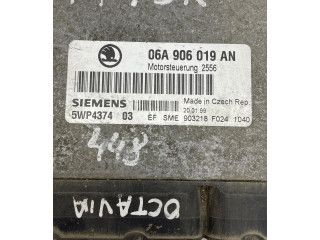 06A 906 019 AN
Motorsteuerung 2556
SIEMENS
Made in Czech Rep.
5WP4374 03
20.01.99
EF SME 903218 F024 1040
448
OCTAVIA